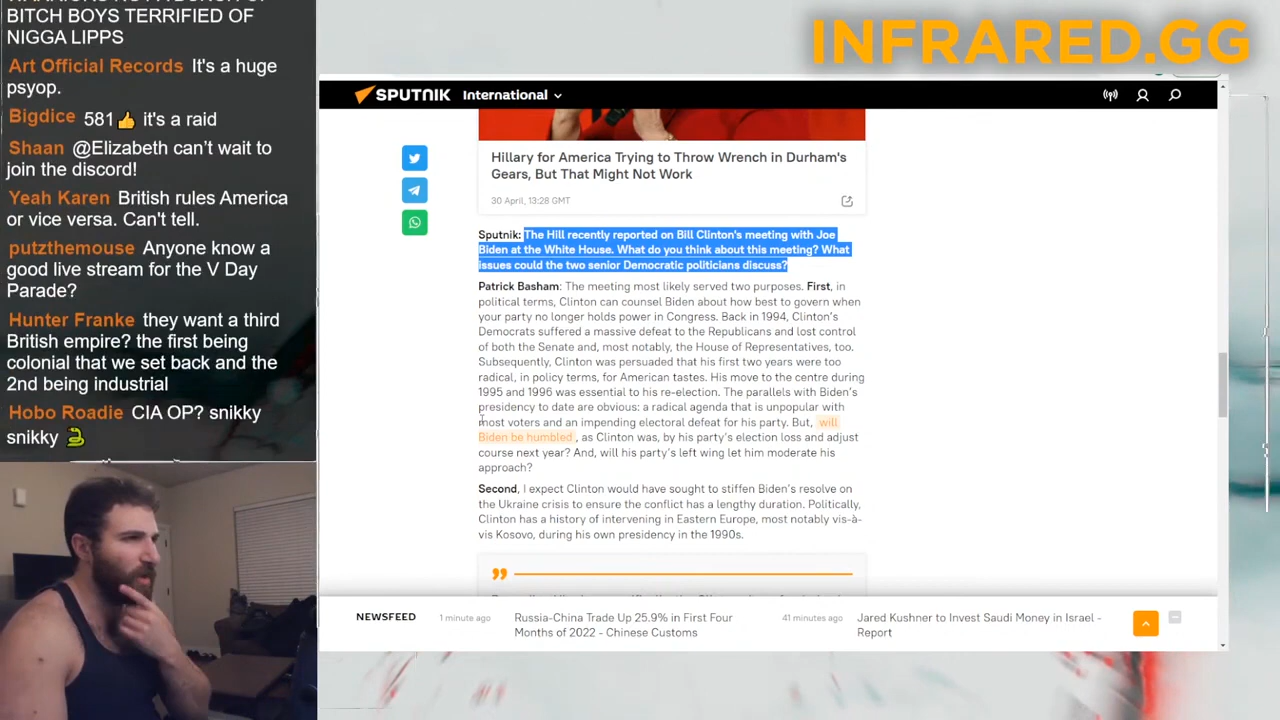 BITCH BOYS TERRIFIED OF
NIGGA LIPPS
Art Official Records It's a huge
psyop.
Bigdice 581👍 it's a raid
Shaan @Elizabeth can't wait to
join the discord!
Yeah Karen British rules America
or vice versa. Can't tell.
putzthemouse Anyone know a
good live stream for the V Day
Parade?
Hunter Franke they want a third
British empire? the first being
colonial that we set back and the
2nd being industrial
Hobo Roadie CIA OP? snikky
snikky 🐍
INFRARED.GG
SPUTNIK International
Hillary for America Trying to Throw Wrench in Durham's
Gears, But That Might Not Work
30 April, 13:28 GMT
Sputnik: The Hill recently reported on Bill Clinton's meeting with Joe
Biden at the White House. What do you think about this meeting? What
issues could the two senior Democratic politicians discuss?
Patrick Basham: The meeting most likely served two purposes. First, in
political terms, Clinton can counsel Biden about how best to govern when
your party no longer holds power in Congress. Back in 1994, Clinton's
Democrats suffered a massive defeat to the Republicans and lost control
of both the Senate and, most notably, the House of Representatives, too.
Subsequently, Clinton was persuaded that his first two years were too
radical, in policy terms, for American tastes. His move to the centre during
1995 and 1996 was essential to his re-election. The parallels with Biden's
presidency to date are obvious: a radical agenda that is unpopular with
most voters and an impending electoral defeat for his party. But, will
Biden be humbled, as Clinton was, by his party's election loss and adjust
course next year? And, will his party's left wing let him moderate his
approach?
Second, I expect Clinton would have sought to stiffen Biden's resolve on
the Ukraine crisis to ensure the conflict has a lengthy duration. Politically,
Clinton has a history of intervening in Eastern Europe, most notably vis-à-
vis Kosovo, during his own presidency in the 1990s.
NEWSFEED
1 minute ago
Russia-China Trade Up 25.9% in First Four
Months of 2022 - Chinese Customs
41 minutes ago
Jared Kushner to Invest Saudi Money in Israel -
Report